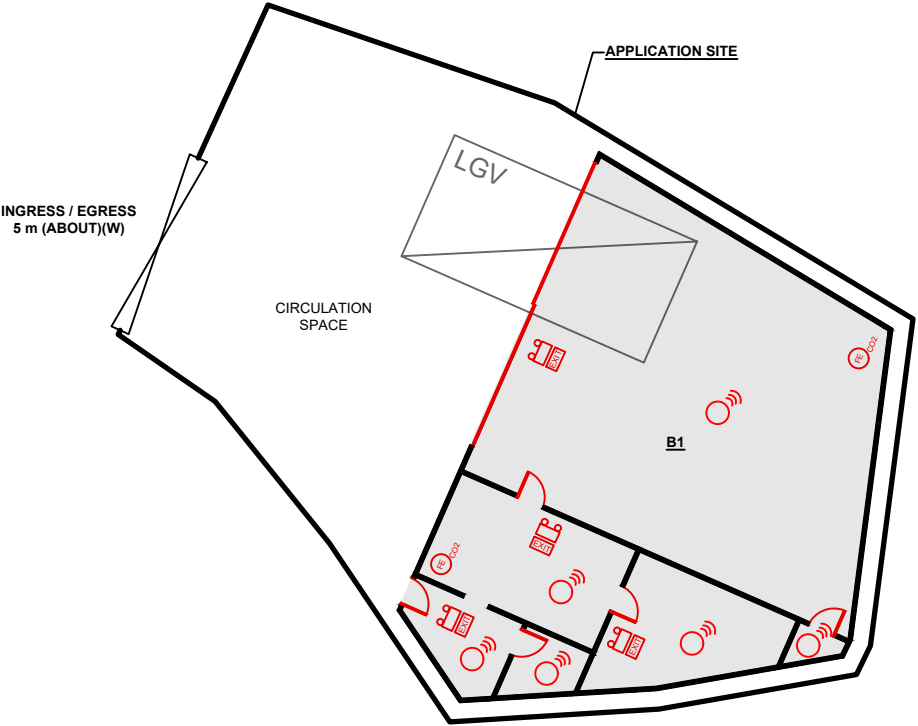 APPLICATION SITE
LGV
INGRESS / EGRESS
5 m (ABOUT)(W)
CIRCULATION
SPACE
EXIT
FE
CO2
B1
EXIT
FE
CO2
EXIT
EXIT